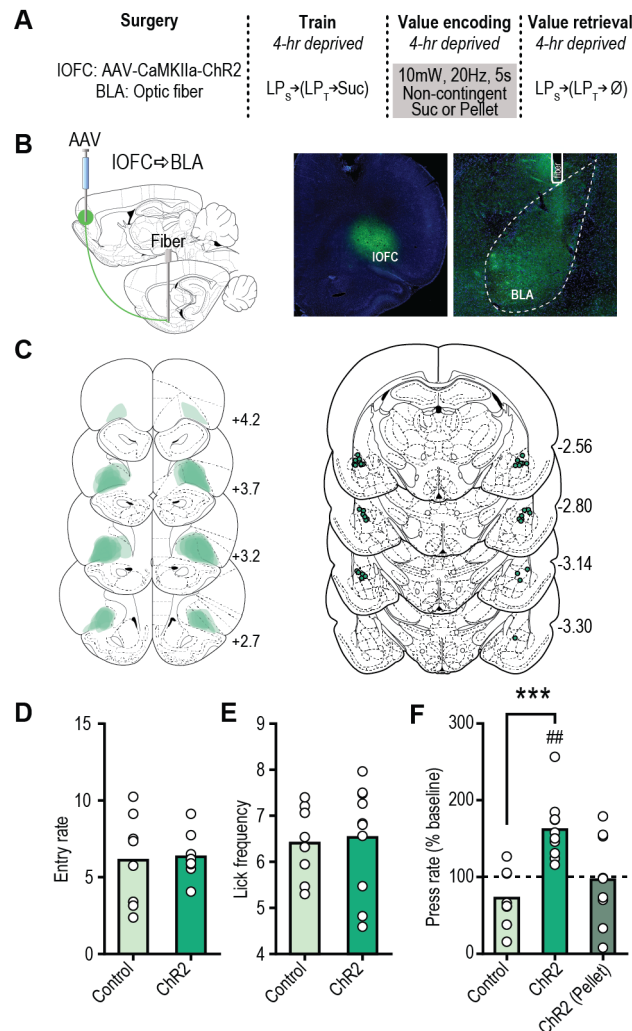 A
Surgery
Train
Value encoding
Value retrieval
4-hr deprived
4-hr deprived
4-hr deprived
lOFC: AAV-CaMKIIa-ChR2
BLA: Optic fiber
LPS→(LPT→Suc)
10mW, 20Hz, 5s
Non-contingent
Suc or Pellet
LPS→(LPT→Ø)
B
AAV
lOFC⇨BLA
Fiber
lOFC
fiber
BLA
C
+4.2
+3.7
+3.2
+2.7
-2.56
-2.80
-3.14
-3.30
D
Entry rate
15
10
5
0
Control
ChR2
E
Lick frequency
9
8
7
6
5
4
Control
ChR2
F
Press rate (% baseline)
300
200
100
0
***
##
Control
ChR2
ChR2 (Pellet)